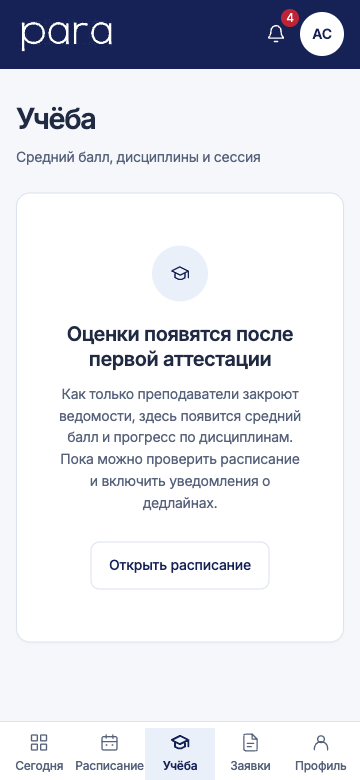 para
4
АС
Учёба
Средний балл, дисциплины и сессия
Оценки появятся после
первой аттестации
Как только преподаватели закроют
ведомости, здесь появится средний
балл и прогресс по дисциплинам.
Пока можно проверить расписание
и включить уведомления о
дедлайнах.
Открыть расписание
Сегодня
Расписание
Учёба
Заявки
Профиль